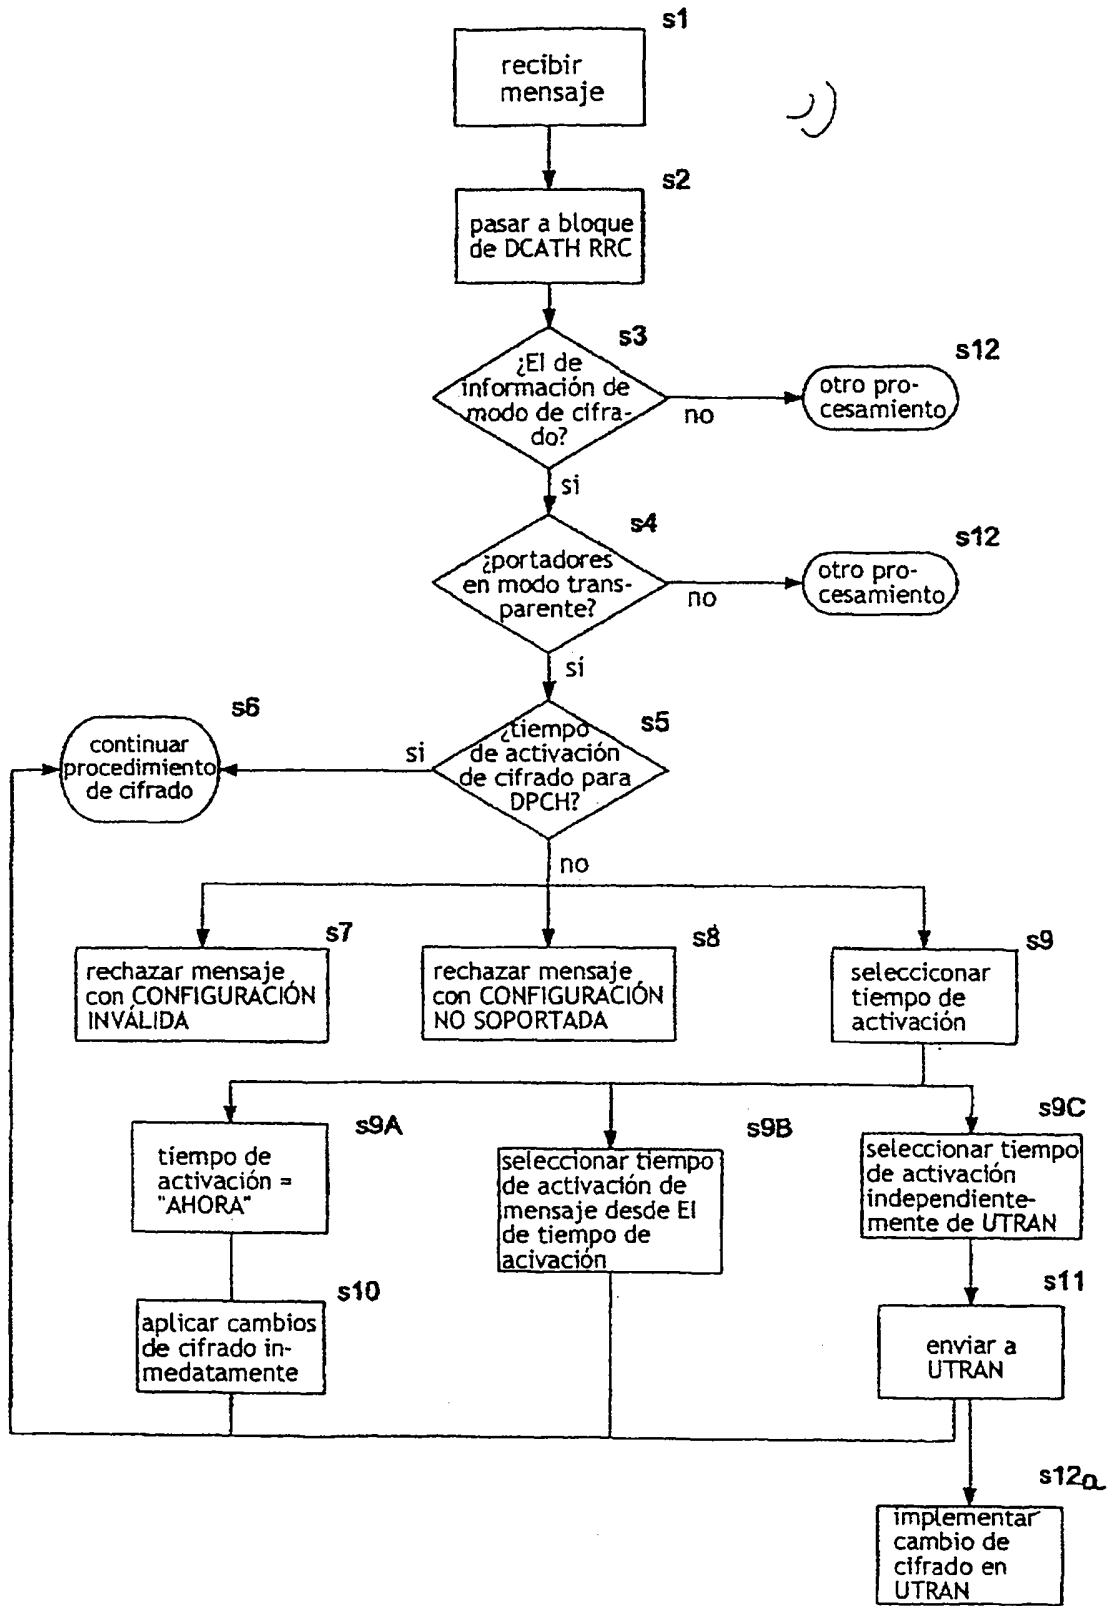 s1
recibir
mensaje
s2
pasar a bloque
de DCATH RRC
s3
¿EI de
información de
modo de cifra-
do?
no
s12
otro pro-
cesamiento
si
s4
¿portadores
en modo trans-
parente?
no
s12
otro pro-
cesamiento
sí
s5
¿tiempo
de activación
de cifrado para
DPCH?
si
s6
continuar
procedimiento
de cifrado
no
s7
rechazar mensaje
con CONFIGURACIÓN
INVÁLIDA
s8
rechazar mensaje
con CONFIGURACIÓN
NO SOPORTADA
s9
selecciconar
tiempo de
activación
s9A
tiempo de
activación =
"AHORA"
s9B
seleccionar tiempo
de activación de
mensaje desde EI
de tiempo de
acivación
s9C
seleccionar tiempo
de activación
independiente-
mente de UTRAN
s10
aplicar cambios
de cifrado in-
medatamente
s11
enviar a
UTRAN
s12a
implementar
cambio de
cifrado en
UTRAN